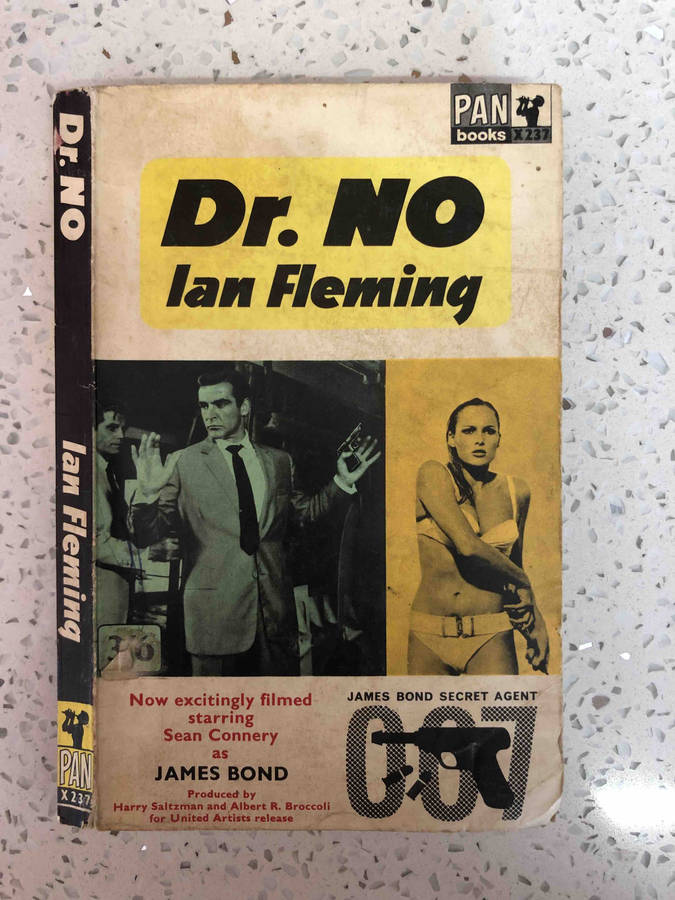 Dr. NO
Ian Fleming
PAN
X237
PAN
books X237
Dr. NO
Ian Fleming
3/6
Now excitingly filmed
starring
Sean Connery
as
JAMES BOND
Produced by
Harry Saltzman and Albert R. Broccoli
for United Artists release
JAMES BOND SECRET AGENT
007